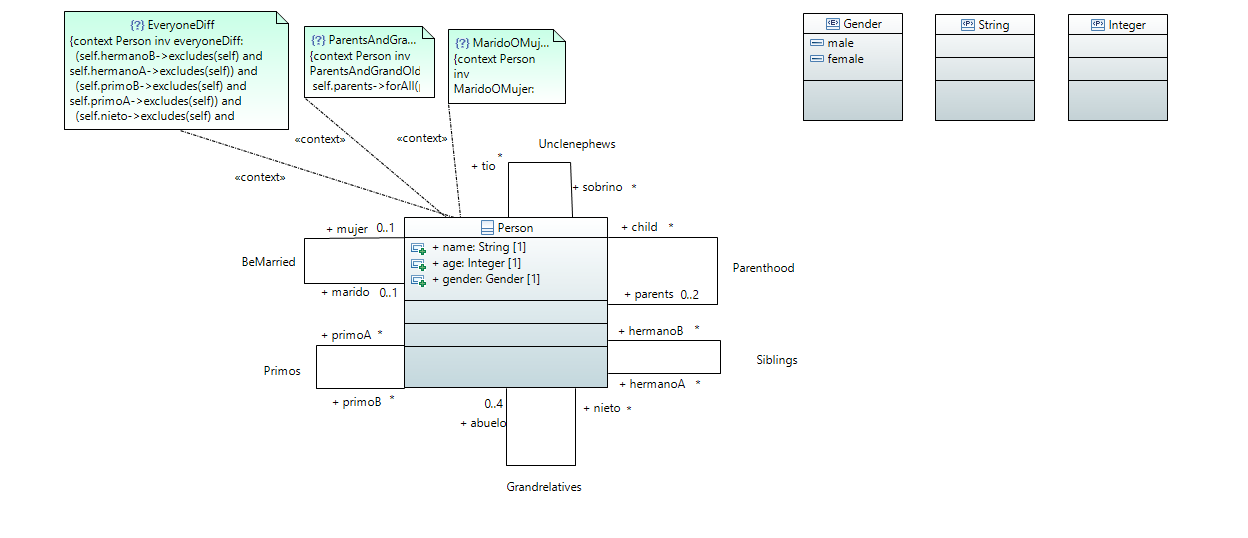 {?} EveryoneDiff
{context Person inv everyoneDiff:
(self.hermanoB->excludes(self) and
self.hermanoA->excludes(self)) and
(self.primoB->excludes(self) and
self.primoA->excludes(self)) and
(self.nieto->excludes(self) and
{?} ParentsAndGra...
{context Person inv
ParentsAndGrandOld
self.parents->forAll(
{?} MaridoOMuj...
{context Person
inv
MaridoOMujer:
«context»
«context»
«context»
<E> Gender
male
female
<P> String
<P> Integer
Unclenephews
+ tio *
+ sobrino *
Person
+ name: String [1]
+ age: Integer [1]
+ gender: Gender [1]
+ mujer 0..1
BeMarried
+ marido 0..1
+ child *
Parenthood
+ parents 0..2
+ primoA *
Primos
+ primoB *
+ hermanoB *
Siblings
+ hermanoA *
0..4
+ abuelo
+ nieto *
Grandrelatives